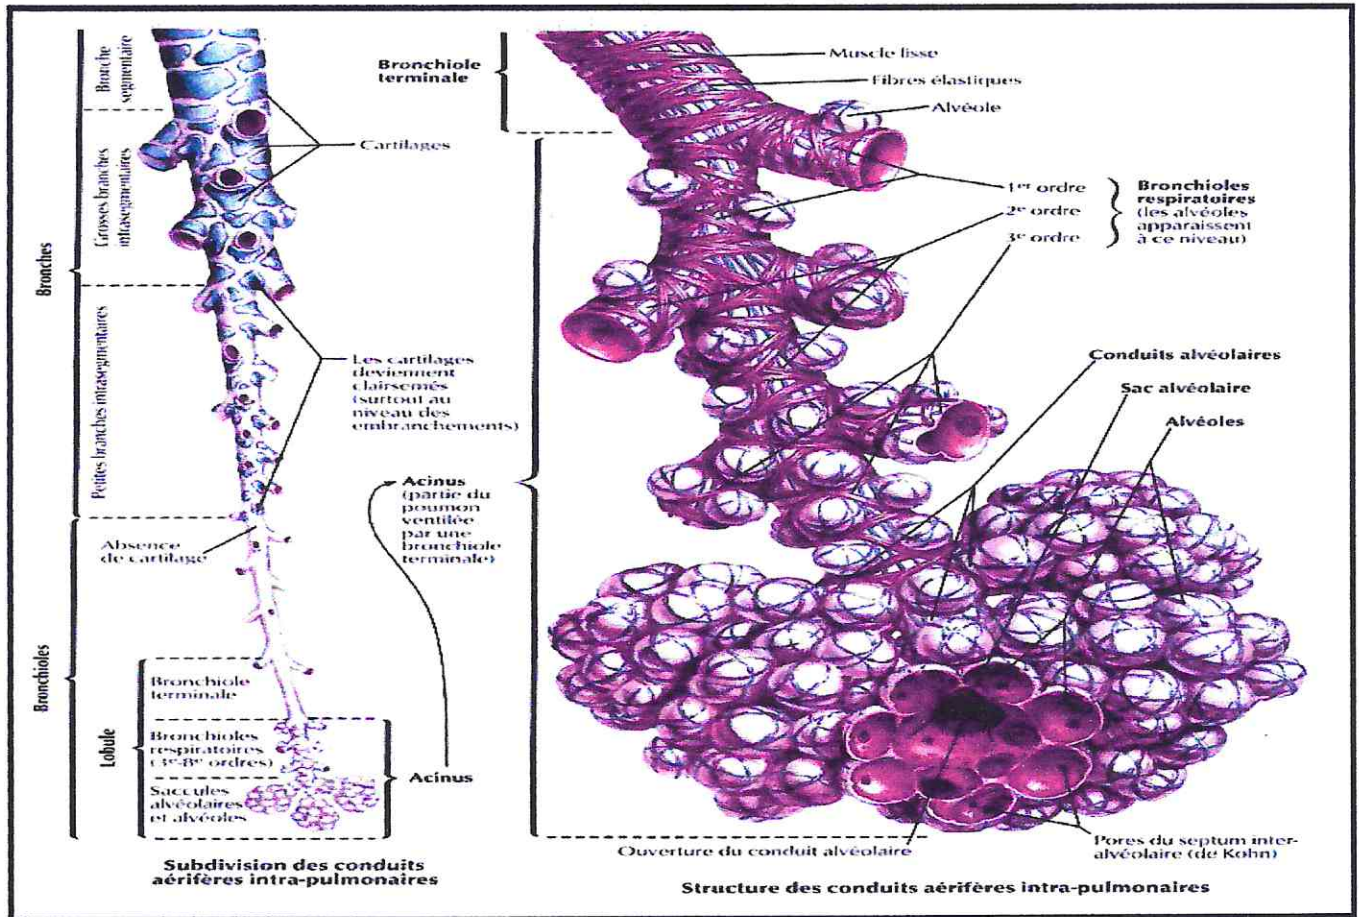 Bronche
segmentaire
Grosses branches
intrasegmentaires
Petites branches intrasegmentaires
Bronches
Bronchioles
Lobule
Cartilages
Les cartilages
deviennent
clairsemés
(surtout au
niveau des
embranchements)
Absence
de cartilage
Bronchiole
terminale
Bronchioles
respiratoires
(3e-8e ordres)
Saccules
alvéolaires
et alvéoles
Acinus
Subdivision des conduits
aérifères intra-pulmonaires
Acinus
(partie du
poumon
ventilée
par une
bronchiole
terminale)
Bronchiole
terminale
Muscle lisse
Fibres élastiques
Alvéole
1er ordre
2e ordre
3e ordre
Bronchioles
respiratoires
(les alvéoles
apparaissent
à ce niveau)
Conduits alvéolaires
Sac alvéolaire
Alvéoles
Ouverture du conduit alvéolaire
Pores du septum inter-
alvéolaire (de Kohn)
Structure des conduits aérifères intra-pulmonaires